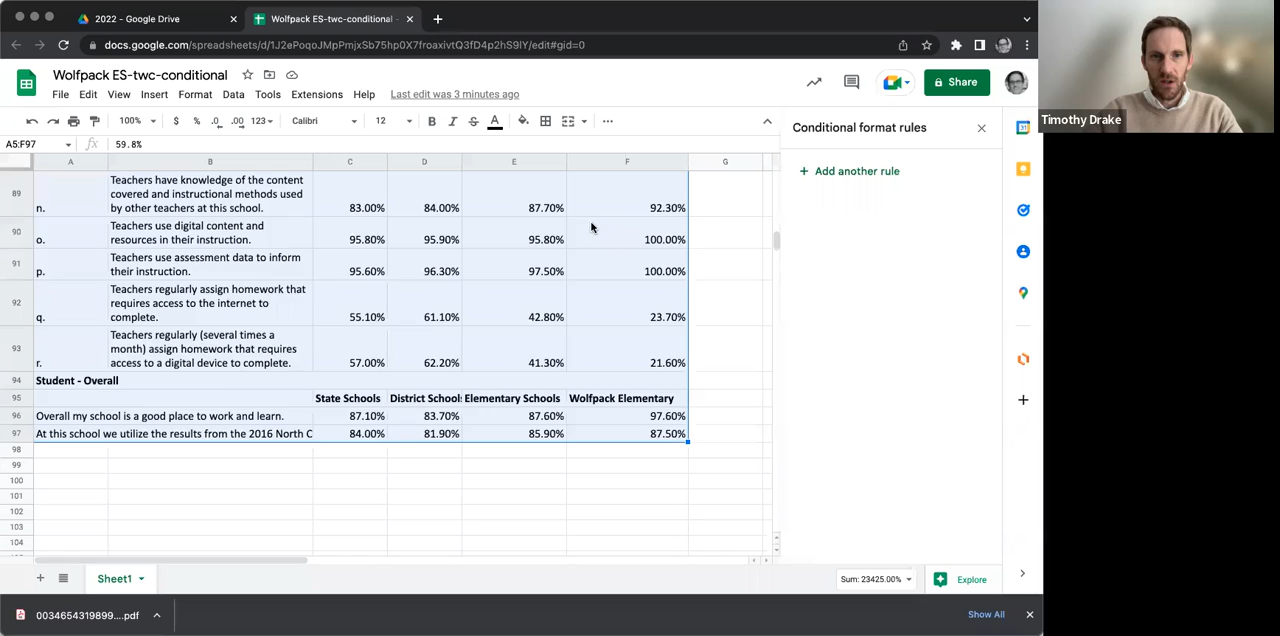 2022 - Google Drive
Wolfpack ES-twc-conditional -
docs.google.com/spreadsheets/d/1J2ePoqoJMpPmjxSb75hp0X7froaxivtQ3fD4p2hS9IY/edit#gid=0
Wolfpack ES-twc-conditional
Share
File Edit View Insert Format Data Tools Extensions Help Last edit was 3 minutes ago
Timothy Drake
100% $ % .0 .00 123 Calibri 12 B I S A
Conditional format rules
A5:F97 fx 59.8%
A B C D E F G
+ Add another rule
89 n. Teachers have knowledge of the content
covered and instructional methods used
by other teachers at this school. 83.00% 84.00% 87.70% 92.30%
90 o. Teachers use digital content and
resources in their instruction. 95.80% 95.90% 95.80% 100.00%
91 p. Teachers use assessment data to inform
their instruction. 95.60% 96.30% 97.50% 100.00%
92 q. Teachers regularly assign homework that
requires access to the internet to
complete. 55.10% 61.10% 42.80% 23.70%
93 r. Teachers regularly (several times a
month) assign homework that requires
access to a digital device to complete. 57.00% 62.20% 41.30% 21.60%
94 Student - Overall
95 State Schools District School: Elementary Schools Wolfpack Elementary
96 Overall my school is a good place to work and learn. 87.10% 83.70% 87.60% 97.60%
97 At this school we utilize the results from the 2016 North C 84.00% 81.90% 85.90% 87.50%
98
99
100
101
102
103
104
Sheet1
Sum: 23425.00%
Explore
0034654319899....pdf
Show All